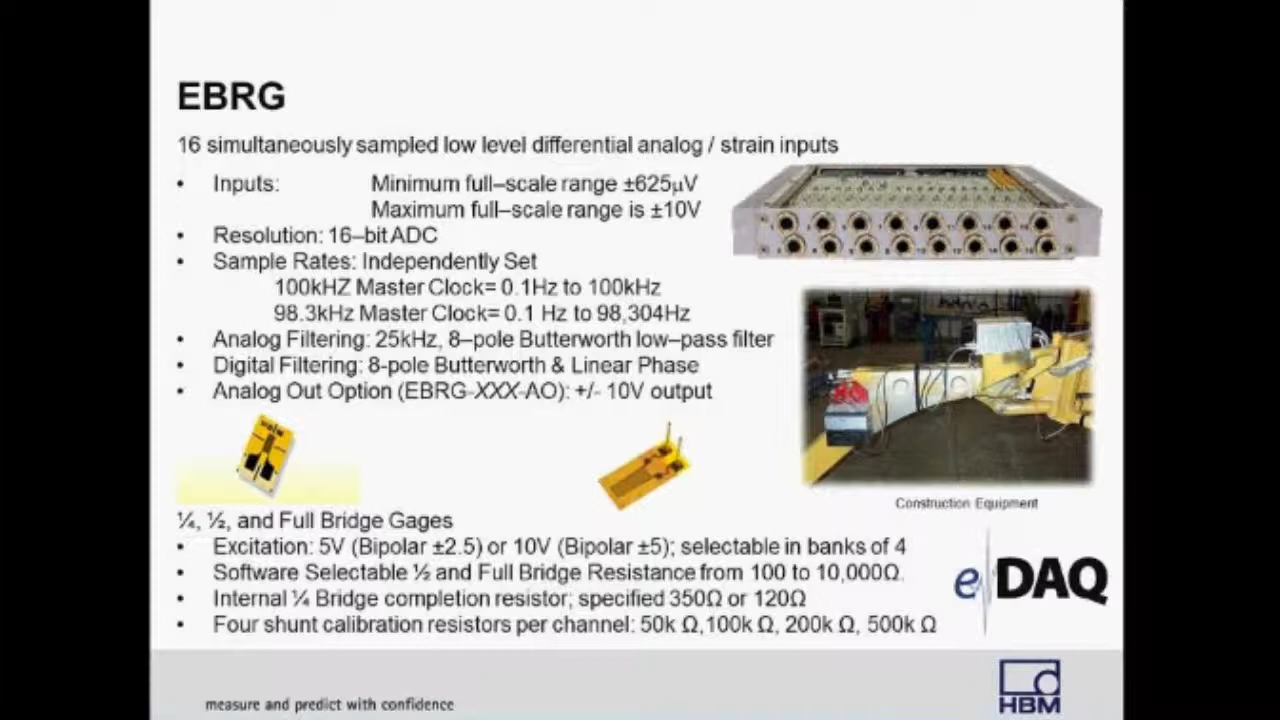 EBRG
16 simultaneously sampled low level differential analog / strain inputs
• Inputs: Minimum full–scale range ±625µV
Maximum full–scale range is ±10V
• Resolution: 16–bit ADC
• Sample Rates: Independently Set
100kHZ Master Clock= 0.1Hz to 100kHz
98.3kHz Master Clock= 0.1 Hz to 98,304Hz
• Analog Filtering: 25kHz, 8–pole Butterworth low–pass filter
• Digital Filtering: 8-pole Butterworth & Linear Phase
• Analog Out Option (EBRG-XXX-AO): +/- 10V output
Construction Equipment
¼, ½, and Full Bridge Gages
• Excitation: 5V (Bipolar ±2.5) or 10V (Bipolar ±5); selectable in banks of 4
• Software Selectable ½ and Full Bridge Resistance from 100 to 10,000Ω.
• Internal ¼ Bridge completion resistor; specified 350Ω or 120Ω
• Four shunt calibration resistors per channel: 50k Ω,100k Ω, 200k Ω, 500k Ω
e DAQ
measure and predict with confidence
HBM